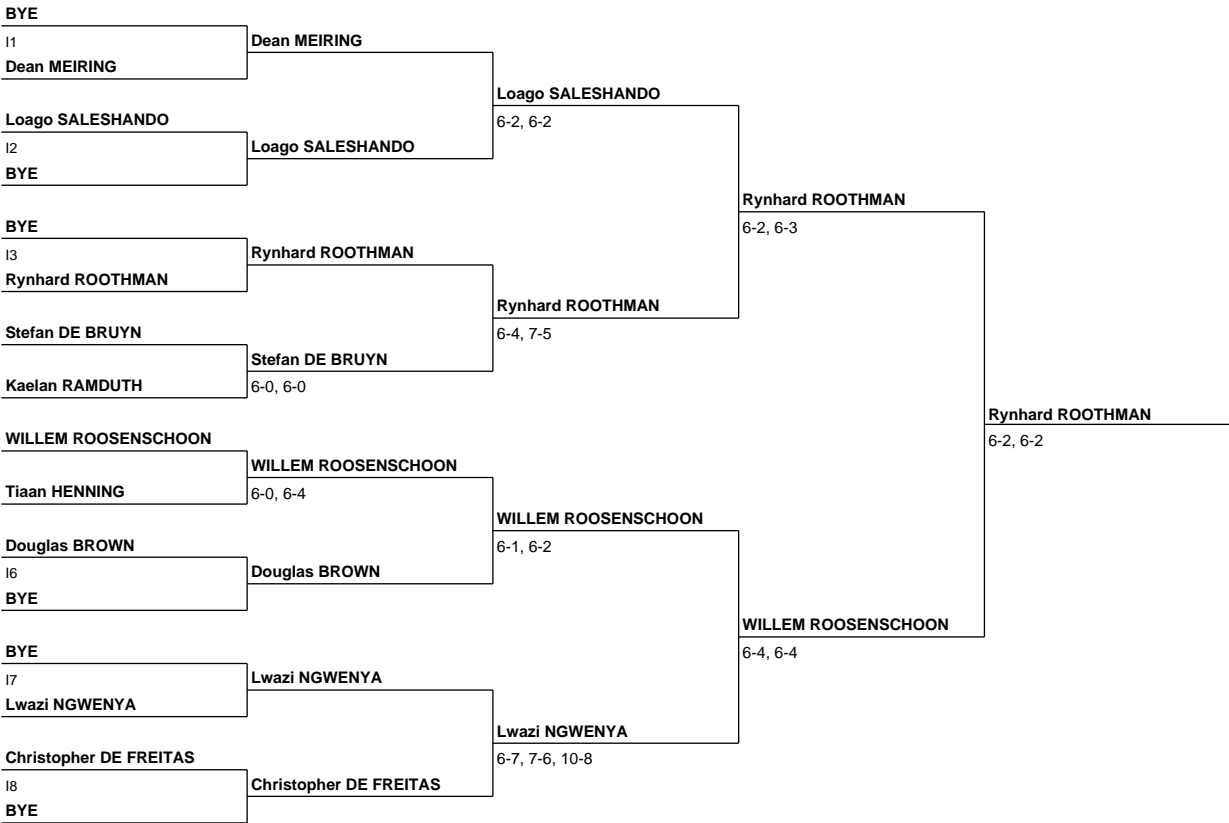 BYE
I1
Dean MEIRING
Loago SALESHANDO
I2
BYE
BYE
I3
Rynhard ROOTHMAN
Stefan DE BRUYN
Kaelan RAMDUTH
WILLEM ROOSENSCHOON
Tiaan HENNING
Douglas BROWN
I6
BYE
BYE
I7
Lwazi NGWENYA
Christopher DE FREITAS
I8
BYE
Dean MEIRING
Loago SALESHANDO
Rynhard ROOTHMAN
Stefan DE BRUYN
6-0, 6-0
WILLEM ROOSENSCHOON
6-0, 6-4
Douglas BROWN
Lwazi NGWENYA
Christopher DE FREITAS
Loago SALESHANDO
6-2, 6-2
Rynhard ROOTHMAN
6-4, 7-5
WILLEM ROOSENSCHOON
6-1, 6-2
Lwazi NGWENYA
6-7, 7-6, 10-8
Rynhard ROOTHMAN
6-2, 6-3
WILLEM ROOSENSCHOON
6-4, 6-4
Rynhard ROOTHMAN
6-2, 6-2